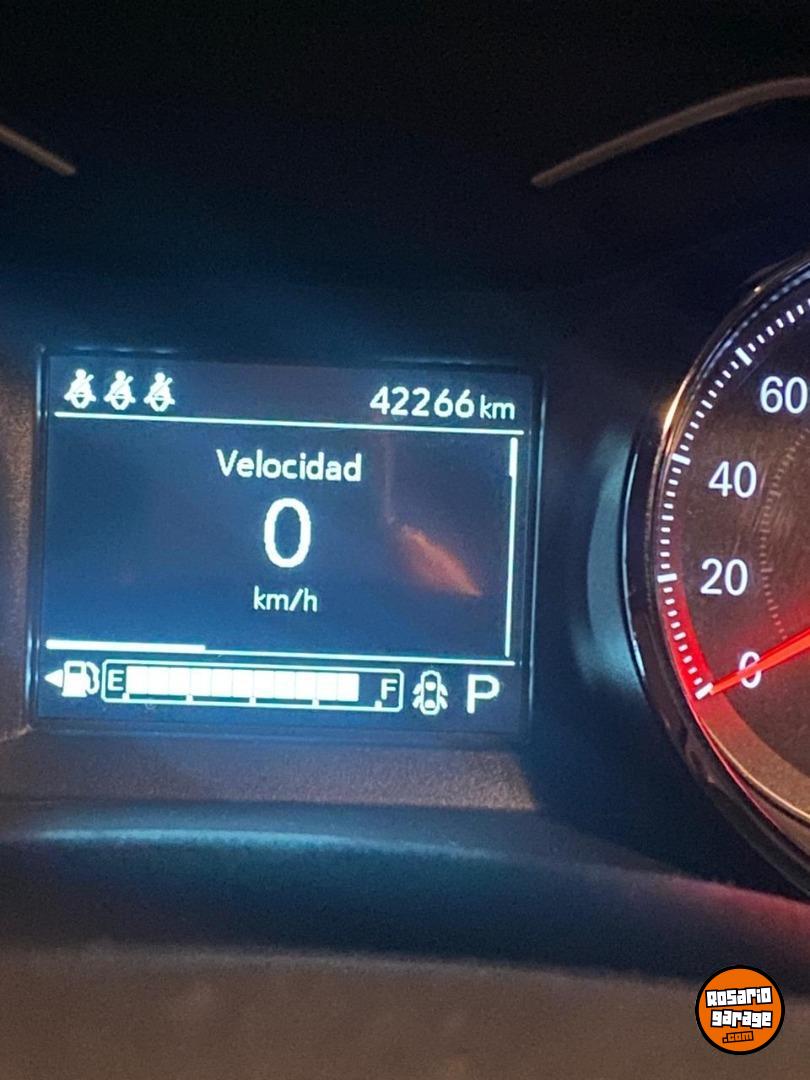 42266 km
Velocidad
0
km/h
E F P
60
40
20
0
Rosario
garage
.com